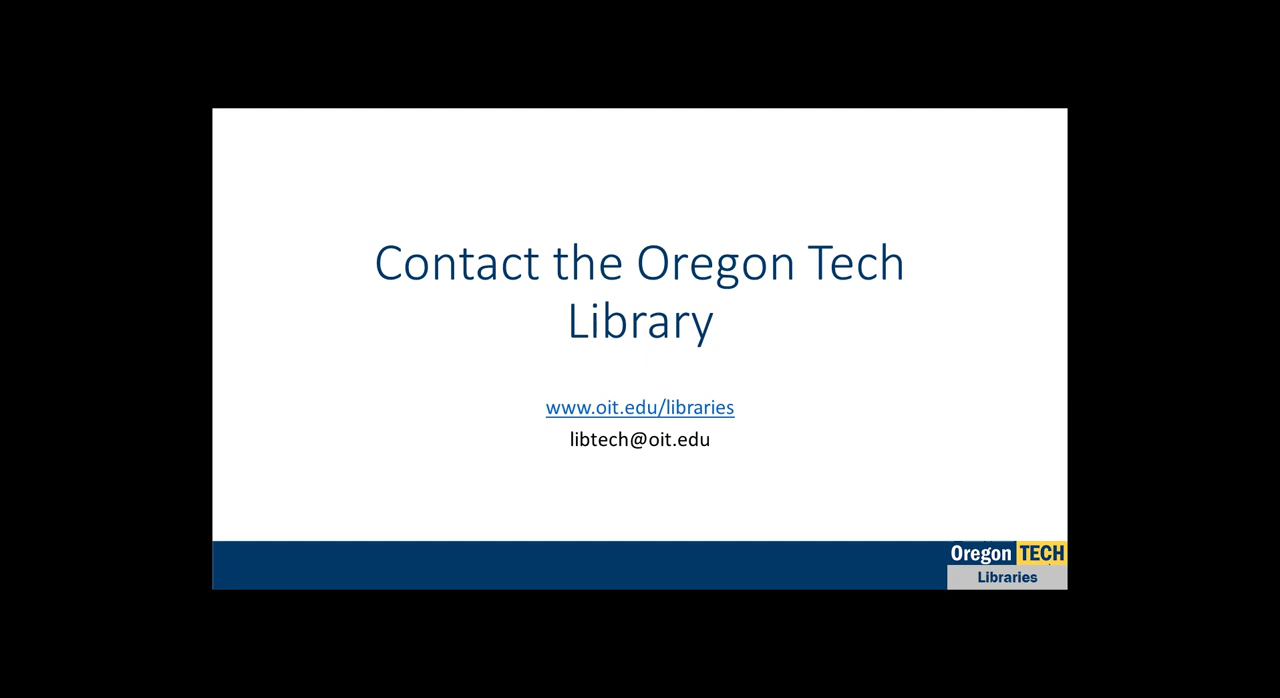 Contact the Oregon Tech
Library
www.oit.edu/libraries
libtech@oit.edu
Oregon TECH
Libraries